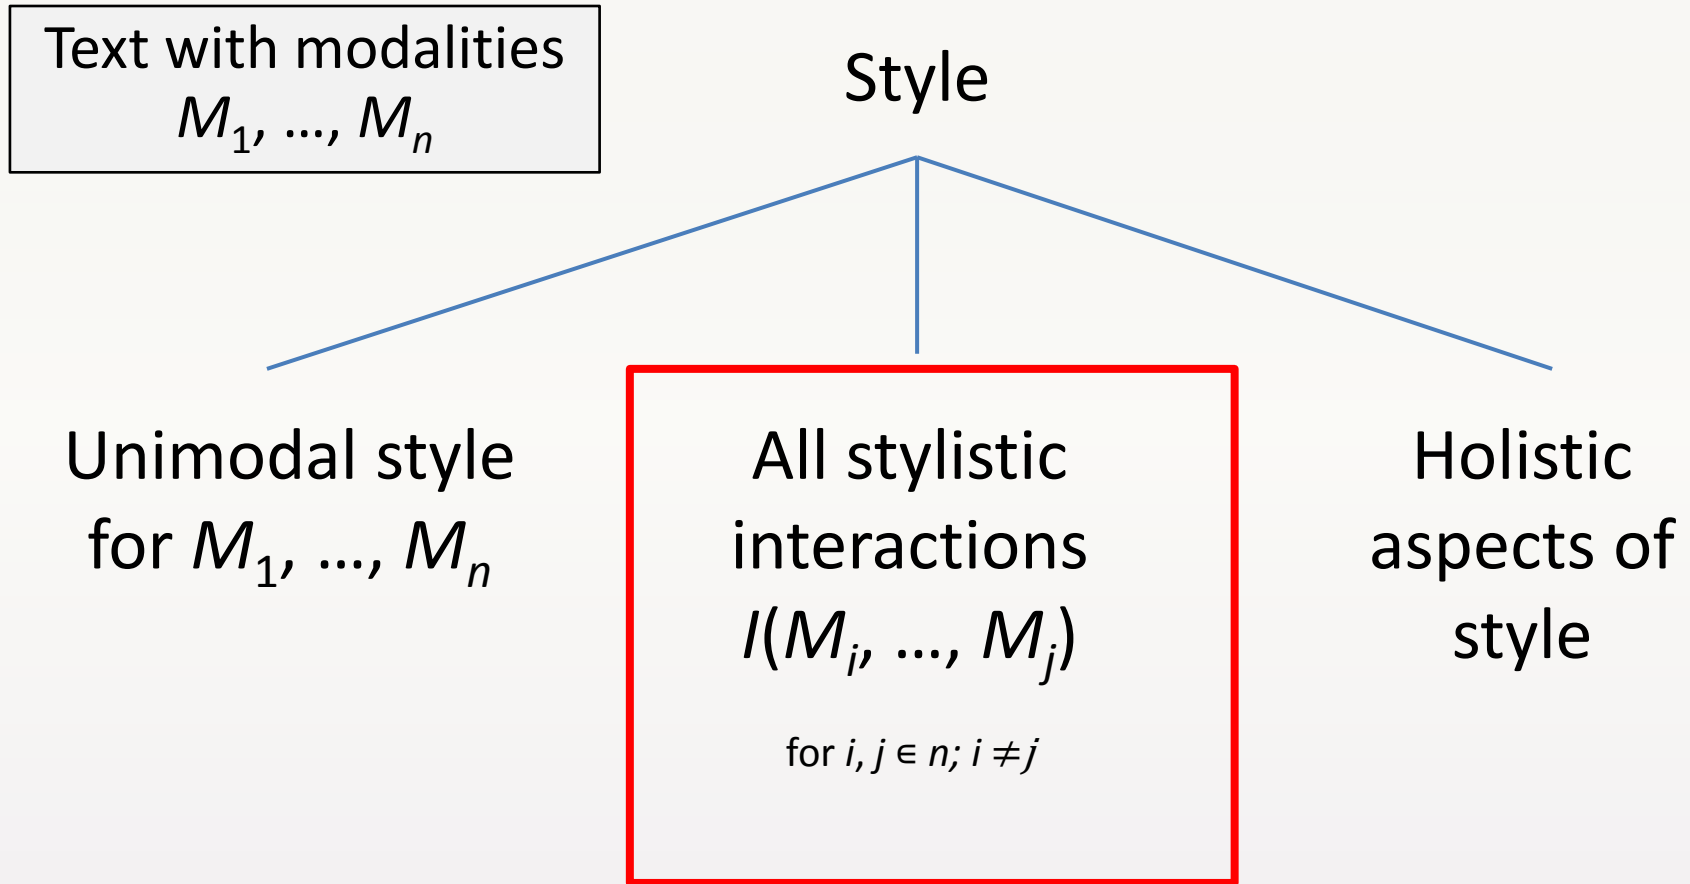 Text with modalities
M₁, …, Mₙ
Style
Unimodal style
for M₁, …, Mₙ
All stylistic
interactions
I(Mᵢ, …, Mⱼ)
for i, j ∈ n; i ≠ j
Holistic
aspects of
style